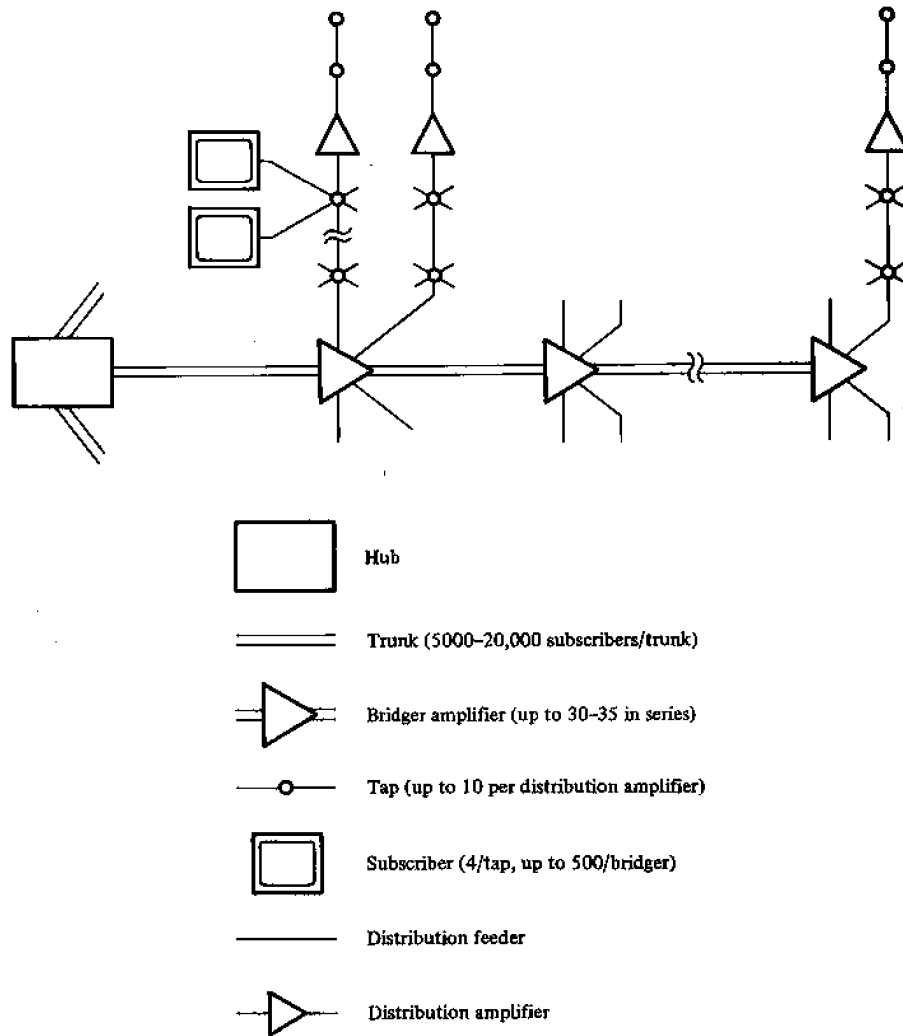 Hub
Trunk (5000–20,000 subscribers/trunk)
Bridger amplifier (up to 30–35 in series)
Tap (up to 10 per distribution amplifier)
Subscriber (4/tap, up to 500/bridger)
Distribution feeder
Distribution amplifier